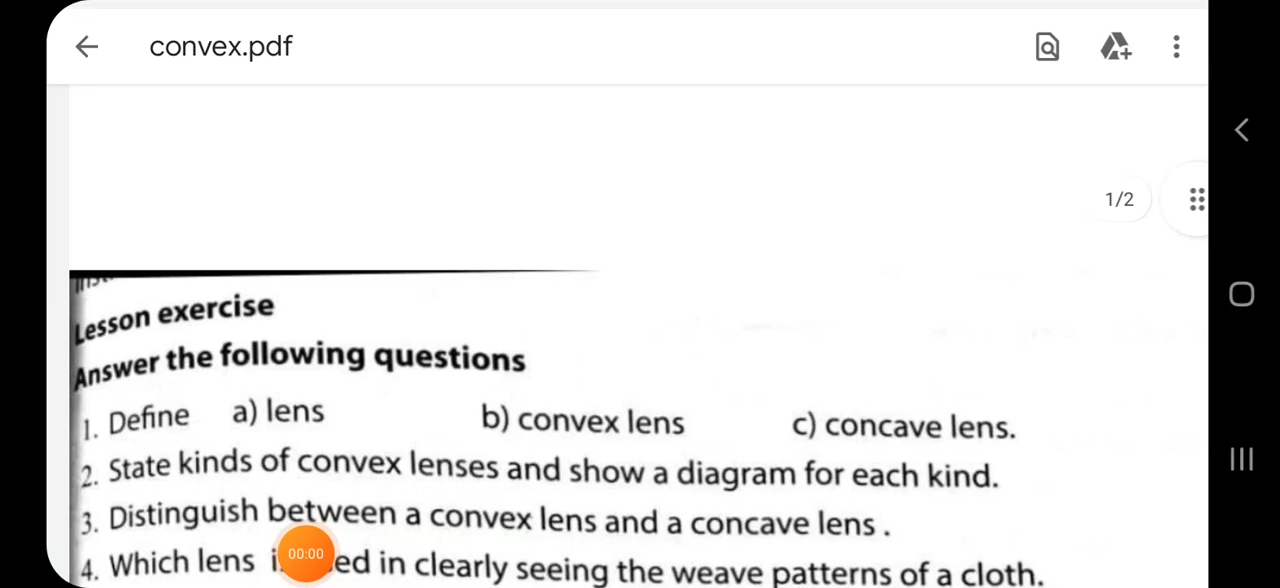 convex.pdf
1/2
Lesson exercise
Answer the following questions
1. Define a) lens b) convex lens c) concave lens.
2. State kinds of convex lenses and show a diagram for each kind.
3. Distinguish between a convex lens and a concave lens .
4. Which lens in clearly seeing the weave patterns of a cloth.
00:00